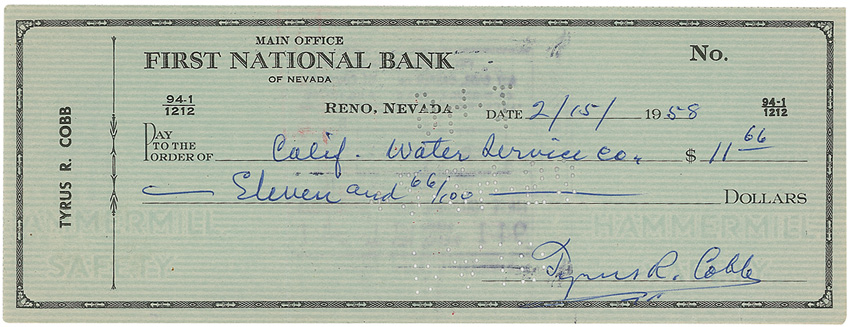 MAIN OFFICE
FIRST NATIONAL BANK
OF NEVADA
No.
94-1
1212
RENO, NEVADA
DATE 2/15/ 1958
94-1
1212
TYRUS R. COBB
PAY
TO THE
ORDER OF Calif. Water Service Co. $ 11 66
Eleven and 66/100 DOLLARS
HAMMERMILL
SAFETY
HAMMERMILL
Tyrus R. Cobb